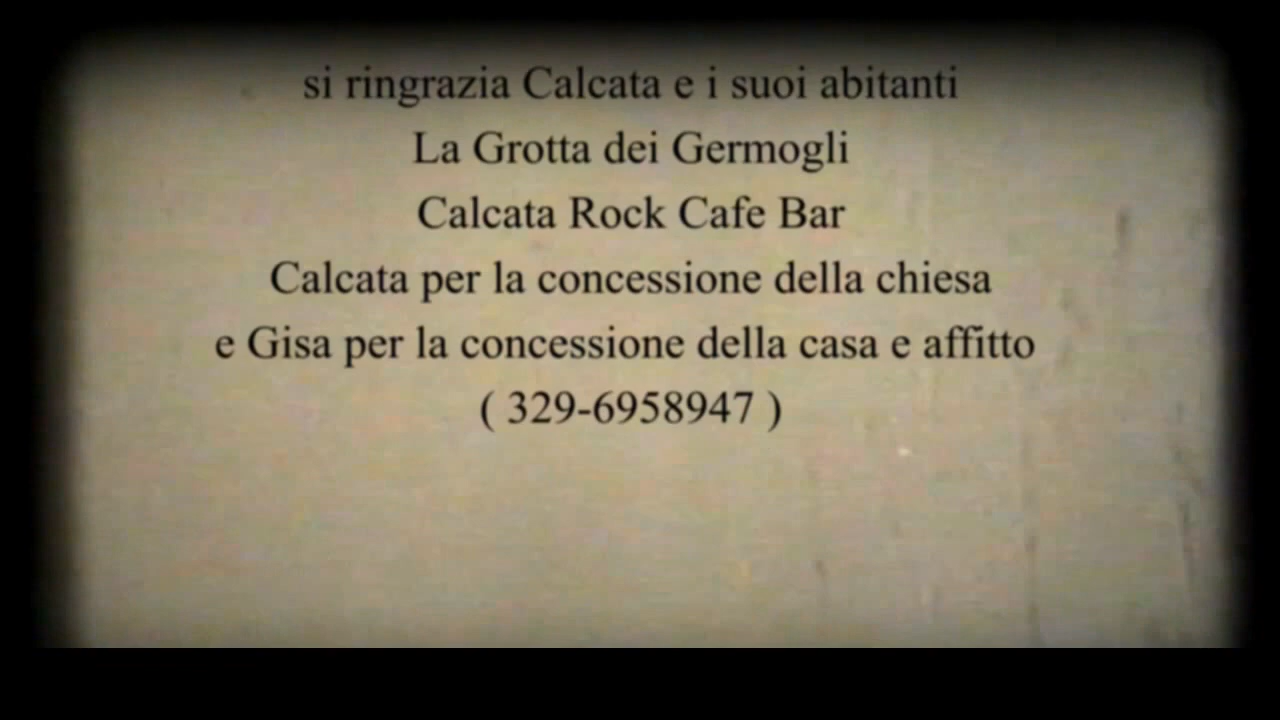 si ringrazia Calcata e i suoi abitanti
La Grotta dei Germogli
Calcata Rock Cafe Bar
Calcata per la concessione della chiesa
e Gisa per la concessione della casa e affitto
( 329-6958947 )